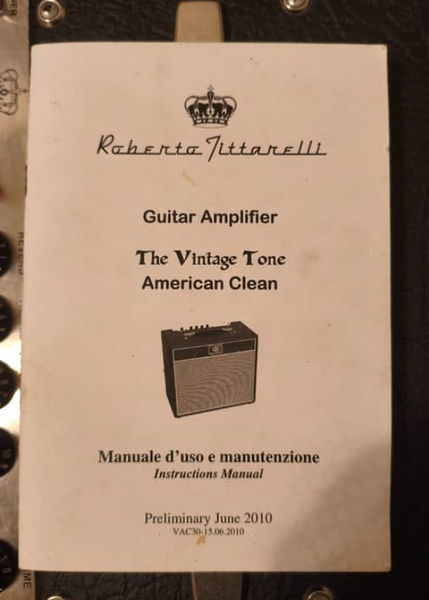 Roberto Tittarelli
Guitar Amplifier
The Vintage Tone
American Clean
Manuale d'uso e manutenzione
Instructions Manual
Preliminary June 2010
VAC30-15.06.2010